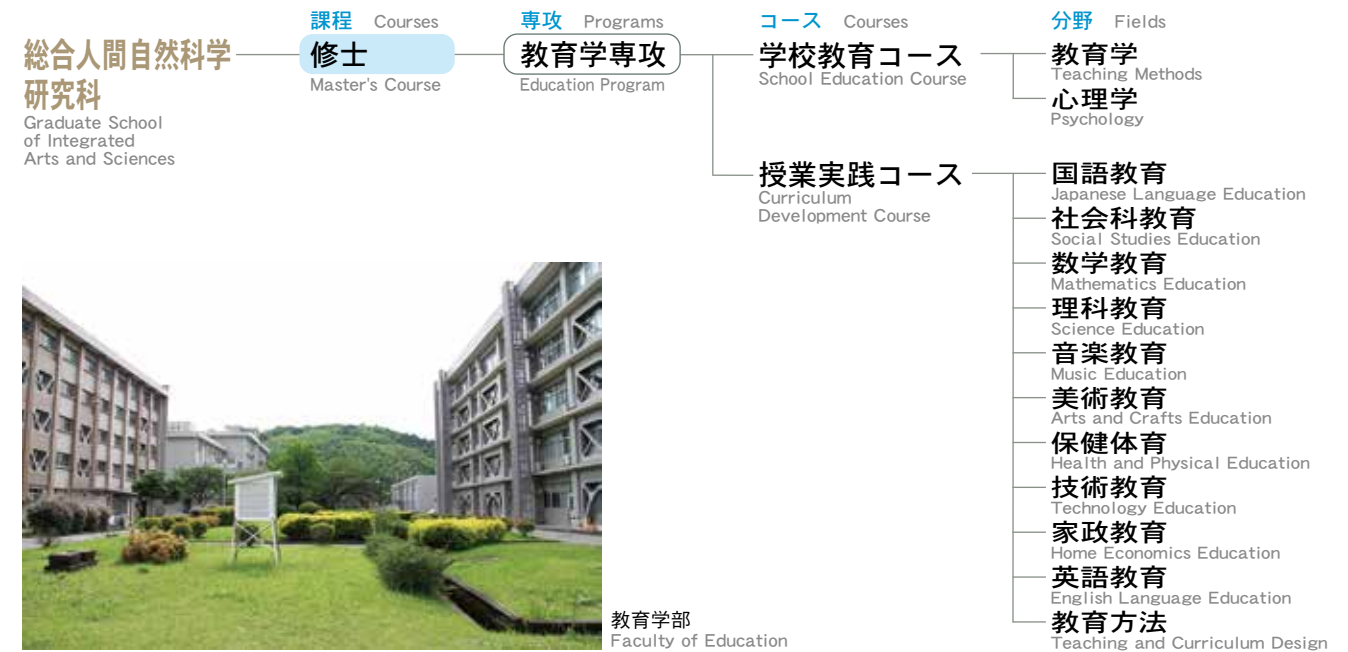 課程 Courses
専攻 Programs
コース Courses
分野 Fields
総合人間自然科学
研究科
Graduate School
of Integrated
Arts and Sciences
修士
Master's Course
教育学専攻
Education Program
学校教育コース
School Education Course
教育学
Teaching Methods
心理学
Psychology
授業実践コース
Curriculum
Development Course
国語教育
Japanese Language Education
社会科教育
Social Studies Education
数学教育
Mathematics Education
理科教育
Science Education
音楽教育
Music Education
美術教育
Arts and Crafts Education
保健体育
Health and Physical Education
技術教育
Technology Education
家政教育
Home Economics Education
英語教育
English Language Education
教育方法
Teaching and Curriculum Design
教育学部
Faculty of Education